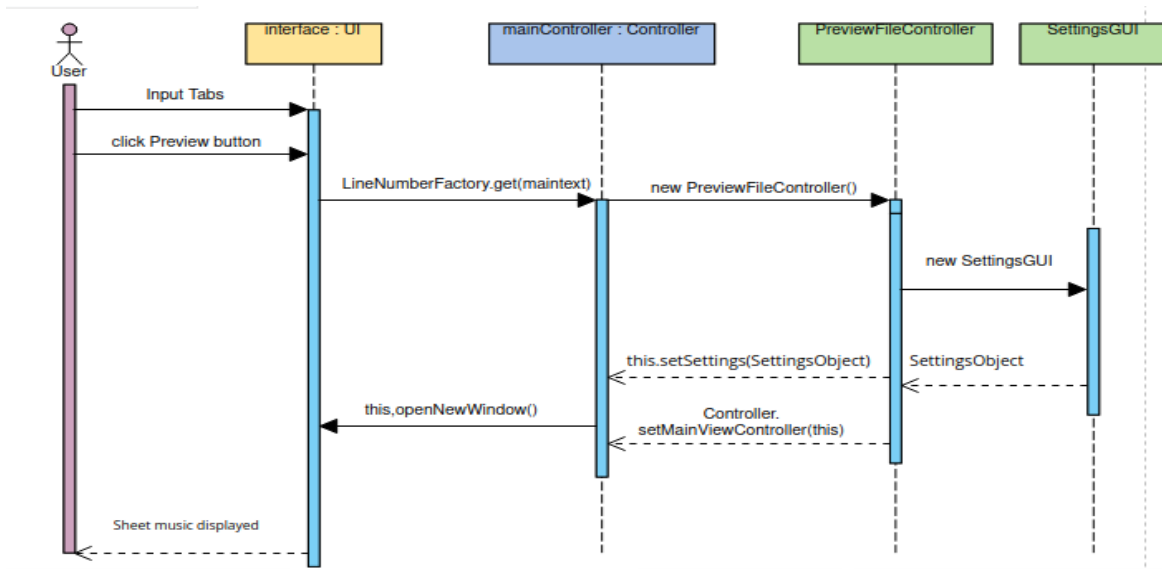 interface : UI
mainController : Controller
PreviewFileController
SettingsGUI
User
Input Tabs
click Preview button
LineNumberFactory.get(maintext)
new PreviewFileController()
new SettingsGUI
this.setSettings(SettingsObject)
SettingsObject
this,openNewWindow()
Controller.
setMainViewController(this)
Sheet music displayed